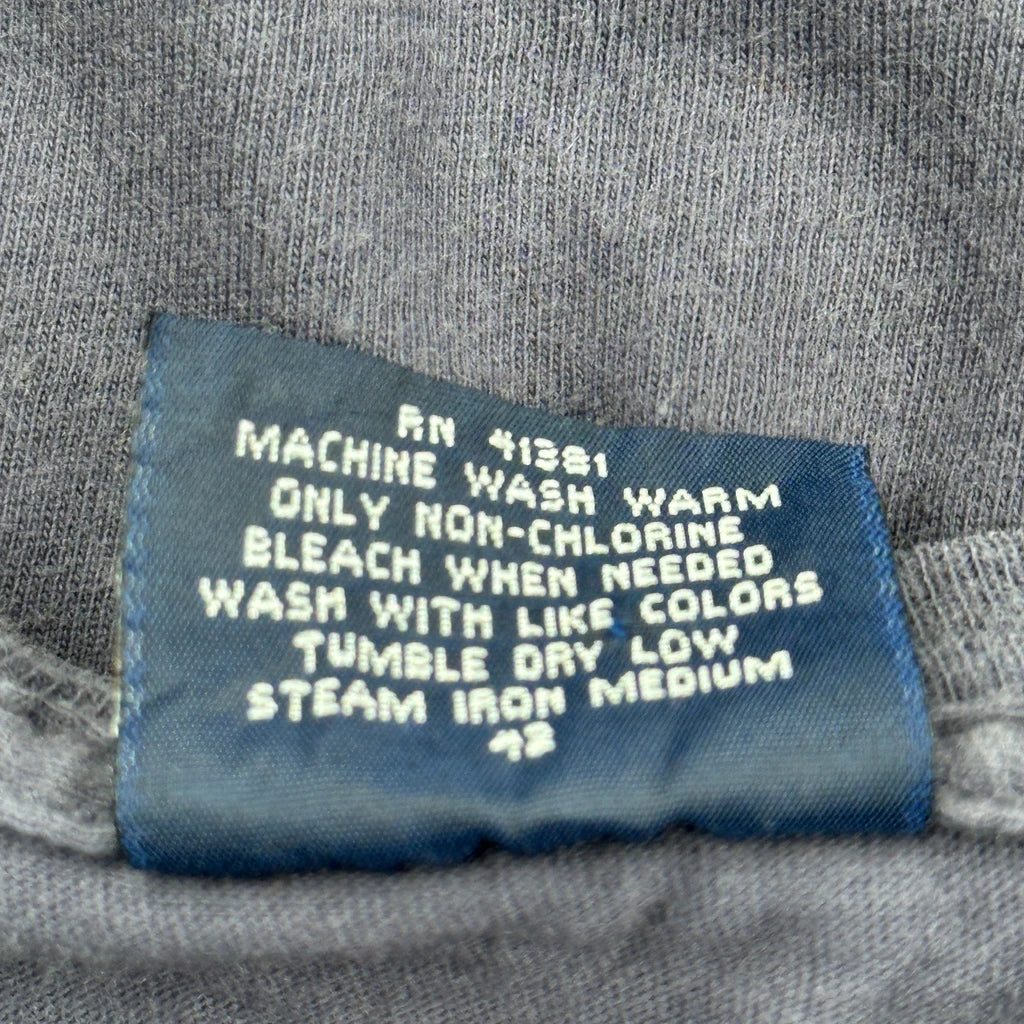 RN 41381
MACHINE WASH WARM
ONLY NON-CHLORINE
BLEACH WHEN NEEDED
WASH WITH LIKE COLORS
TUMBLE DRY LOW
STEAM IRON MEDIUM